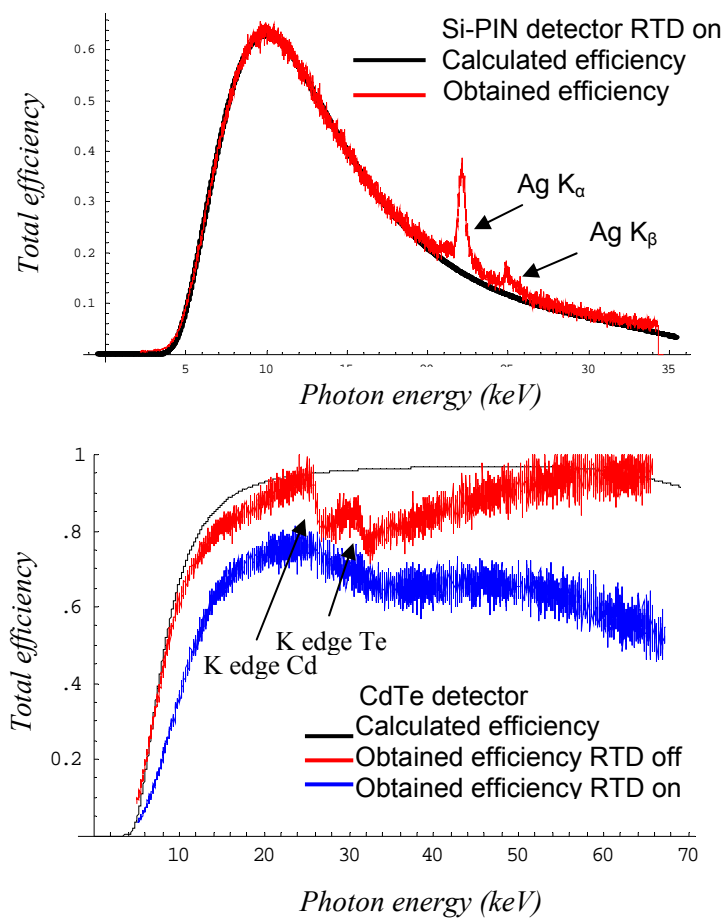 Si-PIN detector RTD on
Calculated efficiency
Obtained efficiency
0.6
0.5
0.4
0.3
0.2
0.1
Total efficiency
Ag Kα
Ag Kβ
5 10 15 20 25 30 35
Photon energy (keV)
1
.8
.6
.4
0.2
Total efficiency
K edge Cd
K edge Te
CdTe detector
Calculated efficiency
Obtained efficiency RTD off
Obtained efficiency RTD on
10 20 30 40 50 60 70
Photon energy (keV)